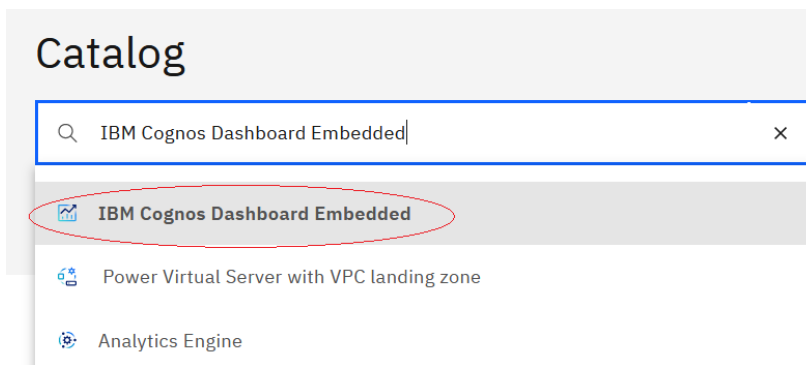 Catalog
IBM Cognos Dashboard Embedded
IBM Cognos Dashboard Embedded
Power Virtual Server with VPC landing zone
Analytics Engine